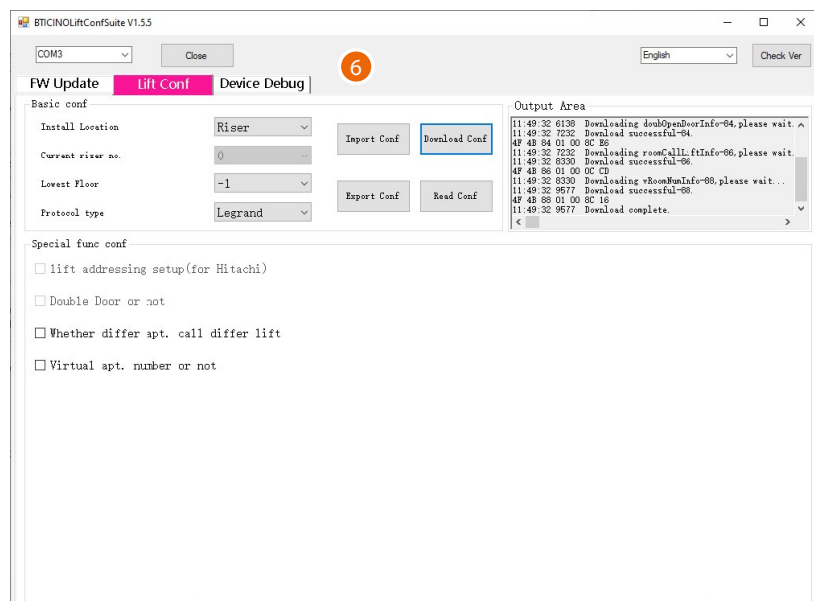 BTICINOLiftConfSuite V1.5.5
COM3
Close
6
English
Check Ver
FW Update
Lift Conf
Device Debug
Basic conf
Install Location
Riser
Current riser no.
0
Lowest Floor
-1
Protocol type
Legrand
Import Conf
Download Conf
Export Conf
Read Conf
Output Area
11:49:32 6138 Downloading doubOpenDoorInfo-84,please wait.
11:49:32 7232 Download successful-84.
4F 4B 84 01 00 8C E6
11:49:32 7232 Downloading roomCallLiftInfo-86,please wait.
11:49:32 8330 Download successful-86.
4F 4B 86 01 00 0C CD
11:49:32 8330 Downloading vRoomNumInfo-88,please wait...
11:49:32 9577 Download successful-88.
4F 4B 88 01 00 8C 16
11:49:32 9577 Download complete.
Special func conf
lift addressing setup(for Hitachi)
Double Door or not
Whether differ apt. call differ lift
Virtual apt. number or not